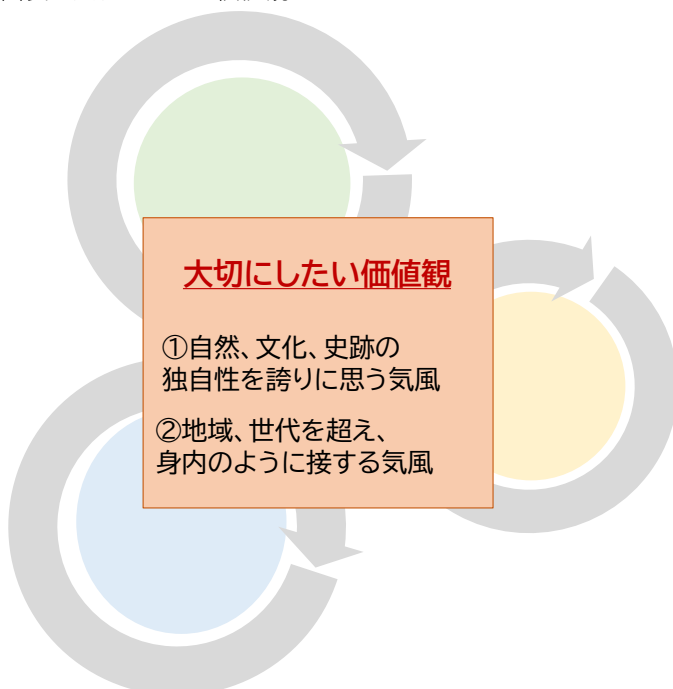 大切にしたい価値観
①自然、文化、史跡の
独自性を誇りに思う気風
②地域、世代を超え、
身内のように接する気風